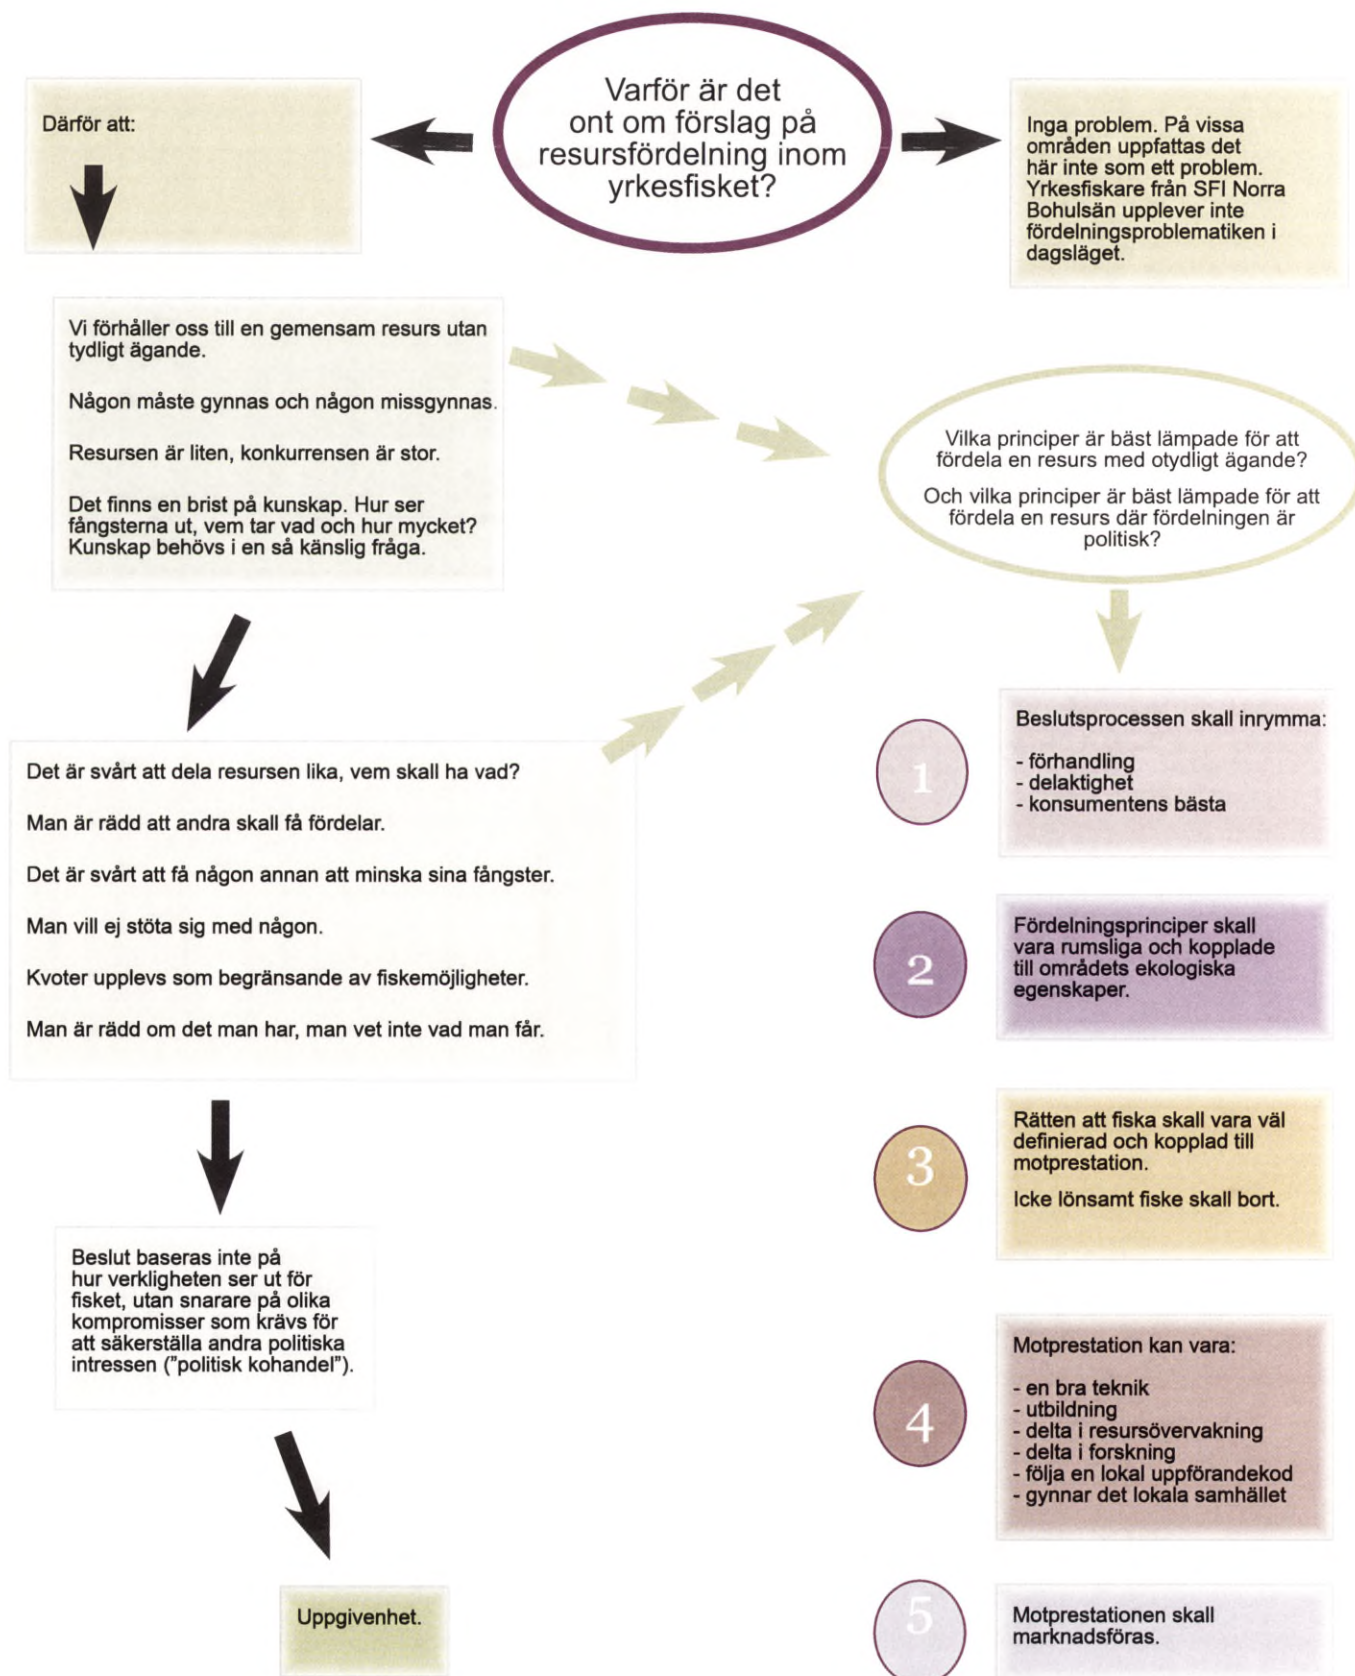 Varför är det
ont om förslag på
resursfördelning inom
yrkesfisket?
Därför att:
Inga problem. På vissa
områden uppfattas det
här inte som ett problem.
Yrkesfiskare från SFI Norra
Bohulsän upplever inte
fördelningsproblematiken i
dagsläget.
Vi förhåller oss till en gemensam resurs utan
tydligt ägande.
Någon måste gynnas och någon missgynnas.
Resursen är liten, konkurrensen är stor.
Det finns en brist på kunskap. Hur ser
fångsterna ut, vem tar vad och hur mycket?
Kunskap behövs i en så känslig fråga.
Vilka principer är bäst lämpade för att
fördela en resurs med otydligt ägande?
Och vilka principer är bäst lämpade för att
fördela en resurs där fördelningen är
politisk?
Det är svårt att dela resursen lika, vem skall ha vad?
Man är rädd att andra skall få fördelar.
Det är svårt att få någon annan att minska sina fångster.
Man vill ej stöta sig med någon.
Kvoter upplevs som begränsande av fiskemöjligheter.
Man är rädd om det man har, man vet inte vad man får.
Beslut baseras inte på
hur verkligheten ser ut för
fisket, utan snarare på olika
kompromisser som krävs för
att säkerställa andra politiska
intressen ("politisk kohandel").
Uppgivenhet.
1
Beslutsprocessen skall inrymma:
- förhandling
- delaktighet
- konsumentens bästa
2
Fördelningsprinciper skall
vara rumsliga och kopplade
till områdets ekologiska
egenskaper.
3
Rätten att fiska skall vara väl
definierad och kopplad till
motprestation.
Icke lönsamt fiske skall bort.
4
Motprestation kan vara:
- en bra teknik
- utbildning
- delta i resursövervakning
- delta i forskning
- följa en lokal uppförandekod
- gynnar det lokala samhället
5
Motprestationen skall
marknadsföras.